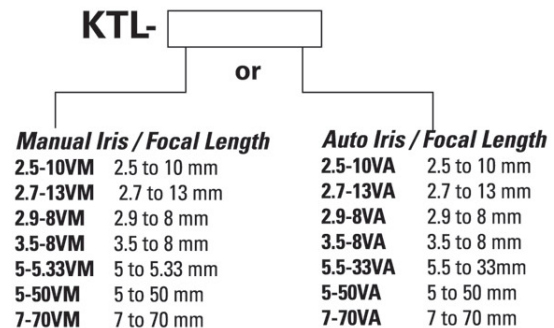 KTL-
or
Manual Iris / Focal Length
2.5-10VM 2.5 to 10 mm
2.7-13VM 2.7 to 13 mm
2.9-8VM 2.9 to 8 mm
3.5-8VM 3.5 to 8 mm
5-5.33VM 5 to 5.33 mm
5-50VM 5 to 50 mm
7-70VM 7 to 70 mm
Auto Iris / Focal Length
2.5-10VA 2.5 to 10 mm
2.7-13VA 2.7 to 13 mm
2.9-8VA 2.9 to 8 mm
3.5-8VA 3.5 to 8 mm
5.5-33VA 5.5 to 33mm
5-50VA 5 to 50 mm
7-70VA 7 to 70 mm